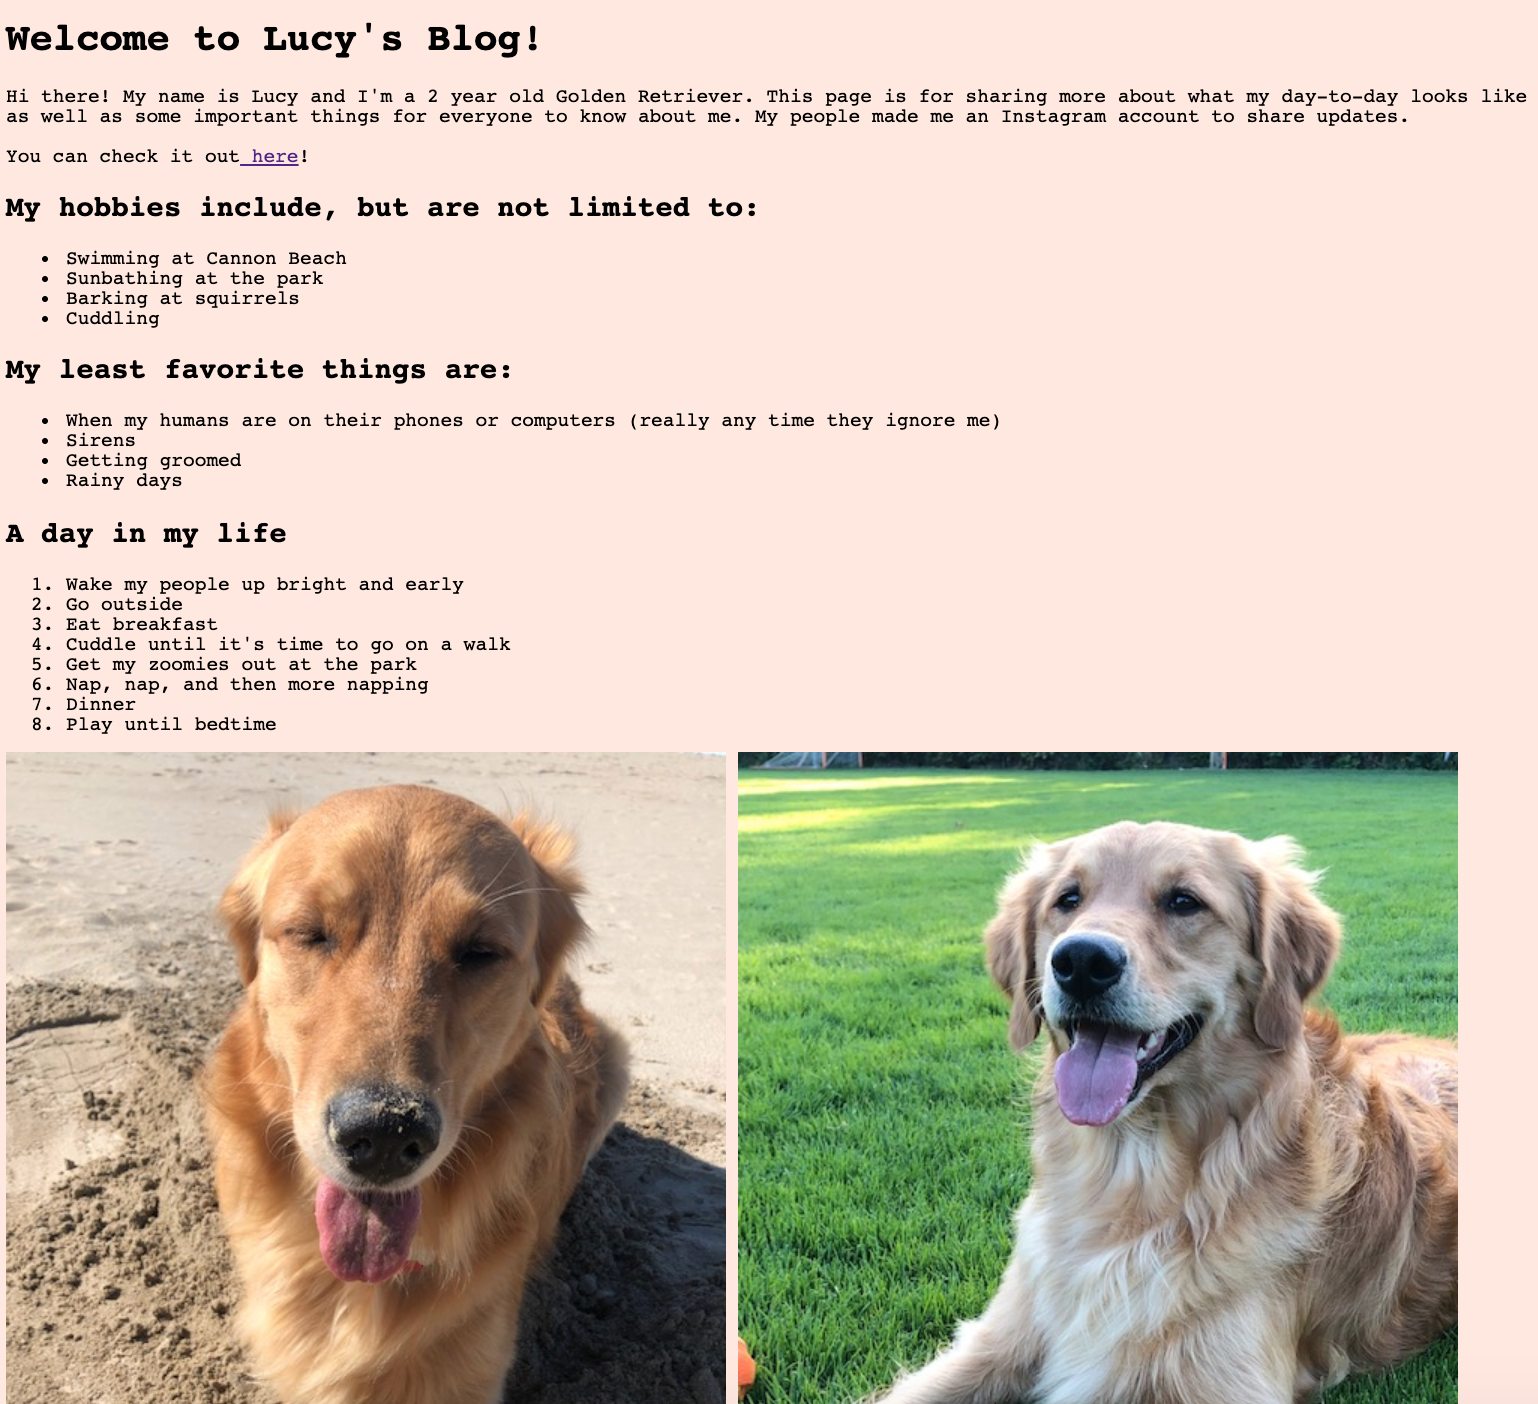 Welcome to Lucy's Blog!
Hi there! My name is Lucy and I'm a 2 year old Golden Retriever. This page is for sharing more about what my day-to-day looks like
as well as some important things for everyone to know about me. My people made me an Instagram account to share updates.
You can check it out here!
My hobbies include, but are not limited to:
• Swimming at Cannon Beach
• Sunbathing at the park
• Barking at squirrels
• Cuddling
My least favorite things are:
• When my humans are on their phones or computers (really any time they ignore me)
• Sirens
• Getting groomed
• Rainy days
A day in my life
1. Wake my people up bright and early
2. Go outside
3. Eat breakfast
4. Cuddle until it's time to go on a walk
5. Get my zoomies out at the park
6. Nap, nap, and then more napping
7. Dinner
8. Play until bedtime